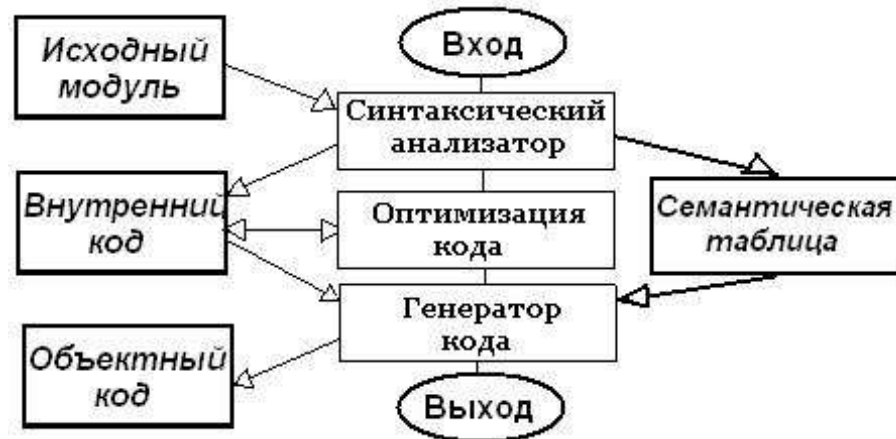 Исходный
модуль
Вход
Синтаксический
анализатор
Внутренний
код
Оптимизация
кода
Семантическая
таблица
Генератор
кода
Объектный
код
Выход